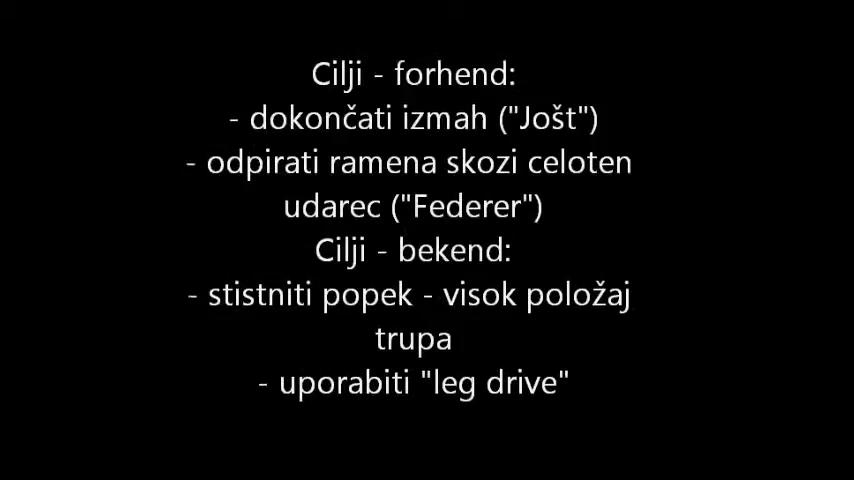 Cilji - forhend:
- dokončati izmah ("Jošt")
- odpirati ramena skozi celoten
udarec ("Federer")
Cilji - bekend:
- stistniti popek - visok položaj
trupa
- uporabiti "leg drive"